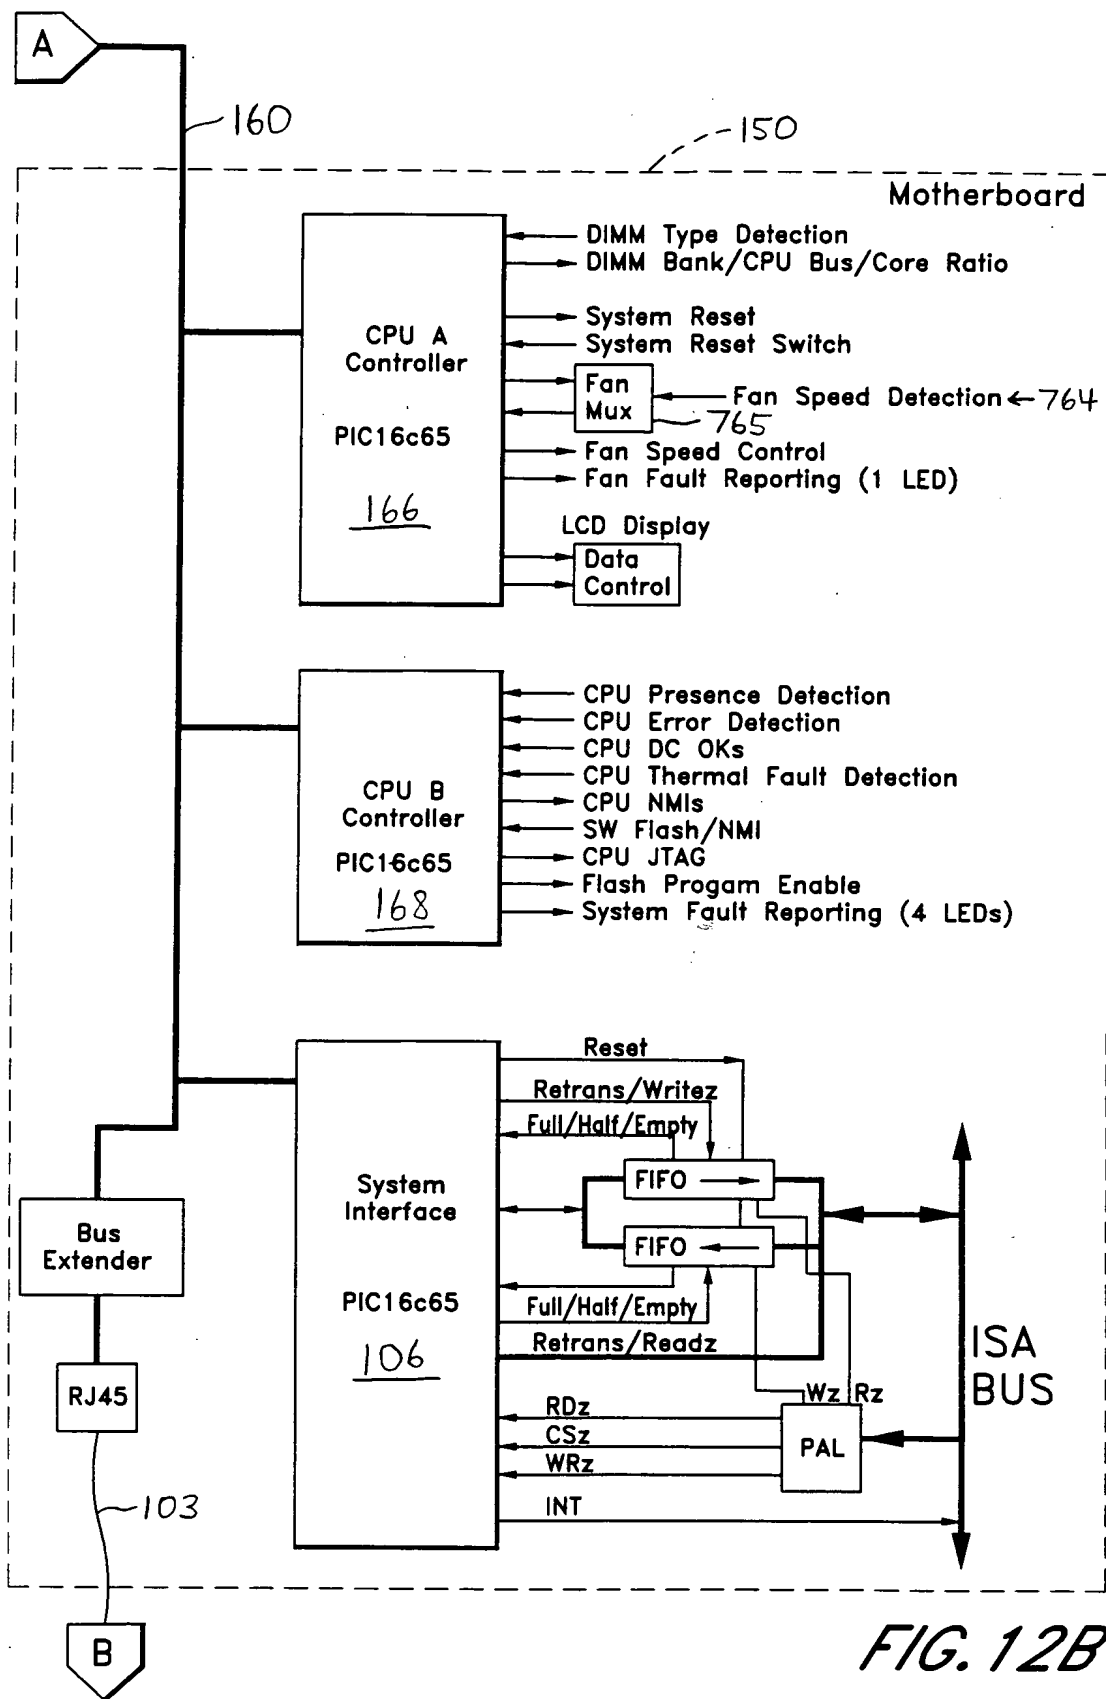 A
160
150
Motherboard
DIMM Type Detection
DIMM Bank/CPU Bus/Core Ratio
System Reset
System Reset Switch
CPU A
Controller
PIC16c65
166
Fan
Mux
Fan Speed Detection
764
765
Fan Speed Control
Fan Fault Reporting (1 LED)
LCD Display
Data
Control
CPU Presence Detection
CPU Error Detection
CPU DC OKs
CPU Thermal Fault Detection
CPU NMIs
SW Flash/NMI
CPU JTAG
Flash Progam Enable
System Fault Reporting (4 LEDs)
CPU B
Controller
PIC16c65
168
Reset
Retrans/Writez
Full/Half/Empty
FIFO
FIFO
Full/Half/Empty
Retrans/Readz
System
Interface
PIC16c65
106
Bus
Extender
RJ45
103
Wz Rz
RDz
CSz
WRz
INT
PAL
ISA
BUS
B
FIG. 12B